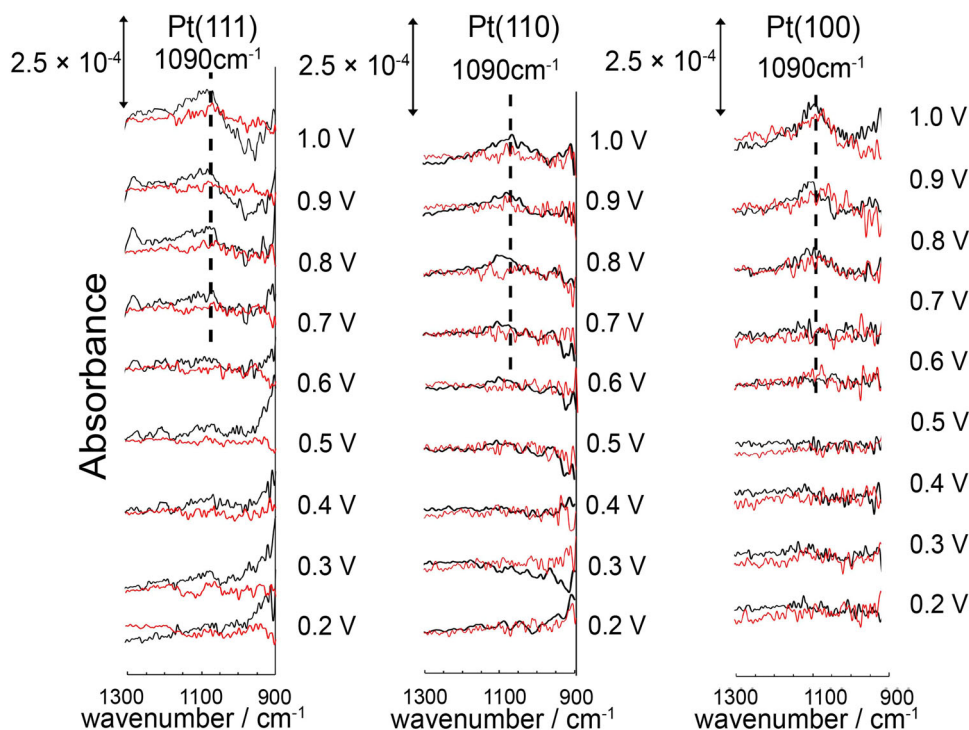 Pt(111)
1090cm⁻¹
2.5 × 10⁻⁴
1.0 V
0.9 V
0.8 V
0.7 V
0.6 V
0.5 V
0.4 V
0.3 V
0.2 V
Absorbance
1300 1100 900
wavenumber / cm⁻¹
Pt(110)
1090cm⁻¹
2.5 × 10⁻⁴
1.0 V
0.9 V
0.8 V
0.7 V
0.6 V
0.5 V
0.4 V
0.3 V
0.2 V
1300 1100 900
wavenumber / cm⁻¹
Pt(100)
1090cm⁻¹
2.5 × 10⁻⁴
1.0 V
0.9 V
0.8 V
0.7 V
0.6 V
0.5 V
0.4 V
0.3 V
0.2 V
1300 1100 900
wavenumber / cm⁻¹